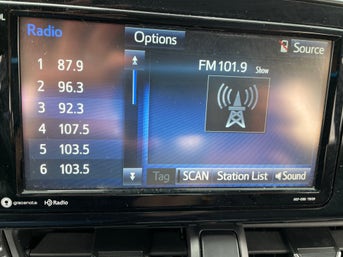 Radio
Options
Source
1 87.9
2 96.3
3 92.3
4 107.5
5 103.5
6 103.5
FM 101.9
Tag
SCAN
Station List
Sound
gracenote
HD Radio